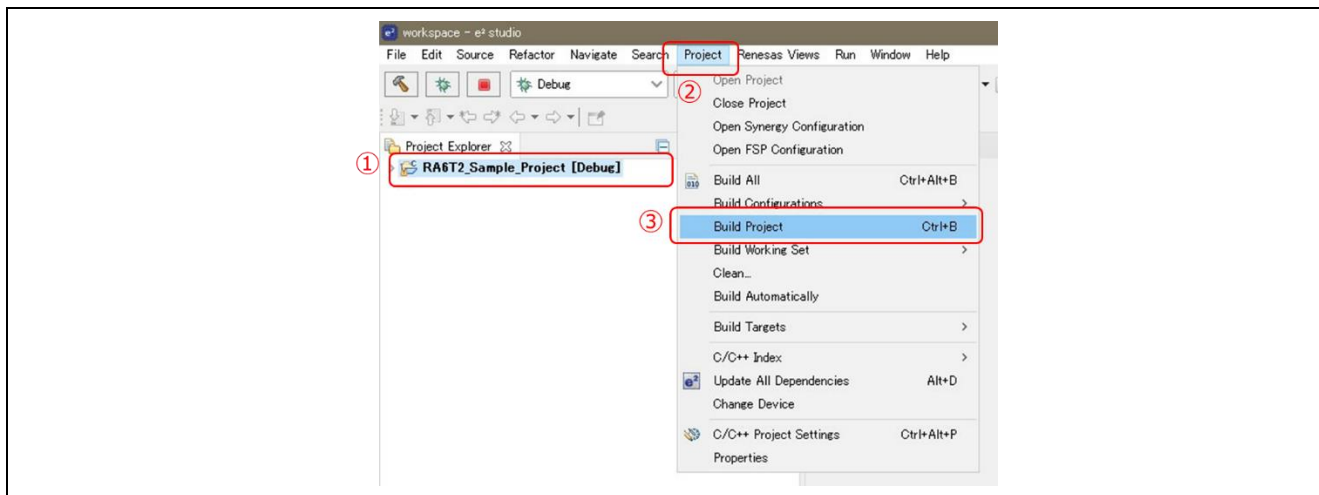 workspace - e² studio
File Edit Source Refactor Navigate Search Project Renesas Views Run Window Help
Debug
②
Open Project
Close Project
Open Synergy Configuration
Open FSP Configuration
Project Explorer
①
RA6T2_Sample_Project [Debug]
Build All Ctrl+Alt+B
Build Configurations
③
Build Project Ctrl+B
Build Working Set
Clean...
Build Automatically
Build Targets
C/C++ Index
Update All Dependencies Alt+D
Change Device
C/C++ Project Settings Ctrl+Alt+P
Properties